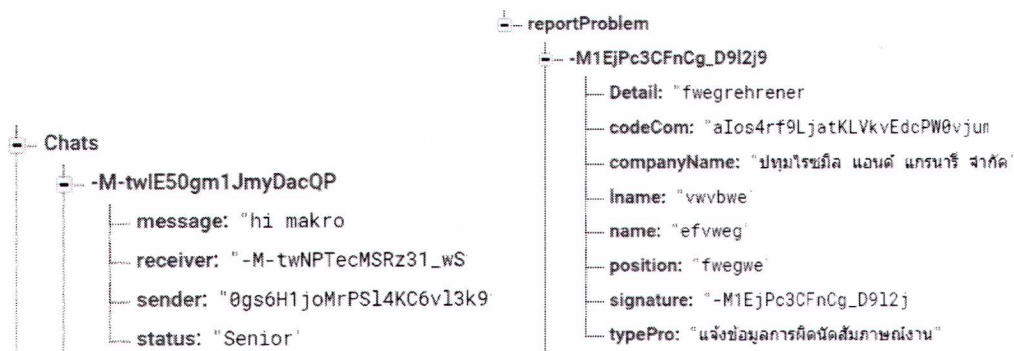 Chats
-M-twIE50gm1JmyDacQP
message: "hi makro
receiver: "-M-twNPTecMSRz31_wS
sender: "0gs6H1joMrPSl4KC6vl3k9
status: "Senior"
reportProblem
-M1EjPc3CFnCg_D9l2j9
Detail: "fwegrehrener
codeCom: "aIos4rf9LjatKLVkvEdcPW0vjun
companyName: "ปทุมไรซมิล แอนด์ แกรนารี จํากัด"
lname: "vwvbwe"
name: "efvweg"
position: "fwegwe"
signature: "-M1EjPc3CFnCg_D9l2j
typePro: "แจ้งข้อมูลการผิดนัดสัมภาษณ์งาน"